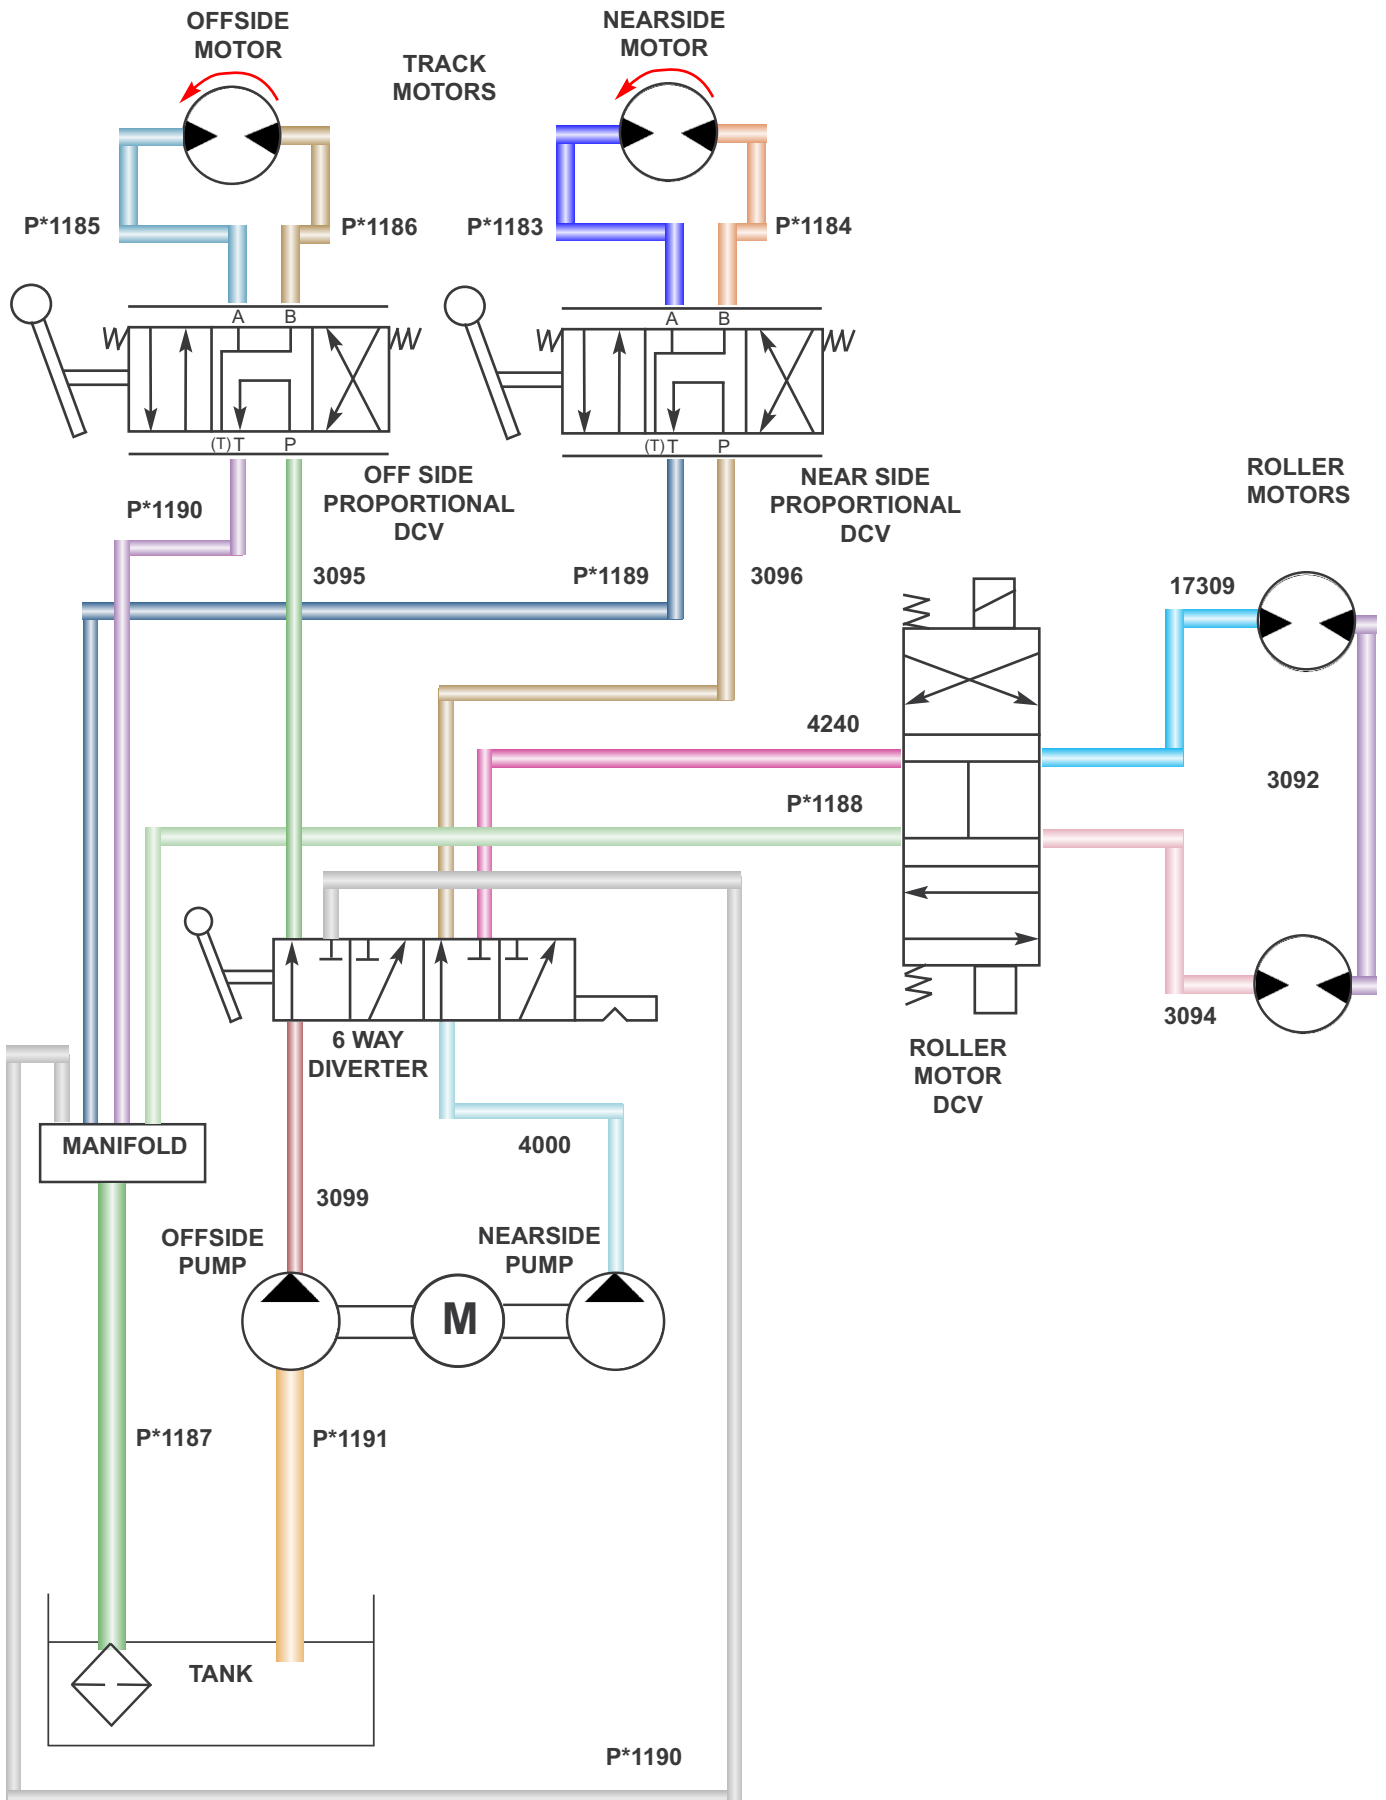 OFFSIDE
MOTOR
NEARSIDE
MOTOR
TRACK
MOTORS
P*1185
P*1186
P*1183
P*1184
A B
A B
(T) T P
(T) T P
OFF SIDE
PROPORTIONAL
DCV
NEAR SIDE
PROPORTIONAL
DCV
ROLLER
MOTORS
P*1190
3095
P*1189
3096
17309
4240
P*1188
3092
3094
6 WAY
DIVERTER
ROLLER
MOTOR
DCV
MANIFOLD
4000
3099
OFFSIDE
PUMP
NEARSIDE
PUMP
M
P*1187
P*1191
TANK
P*1190